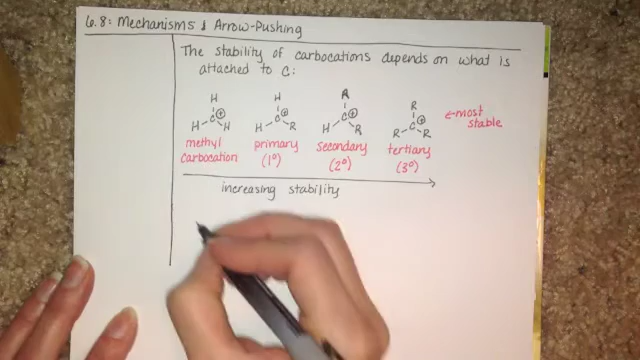 6.8: Mechanisms & Arrow-Pushing
The stability of carbocations depends on what is
attached to C:
H H R
C⊕ C⊕ C⊕ C⊕
H H H R H R R R
R
methyl primary secondary tertiary
carbocation (1°) (2°) (3°)
←most
stable
increasing stability